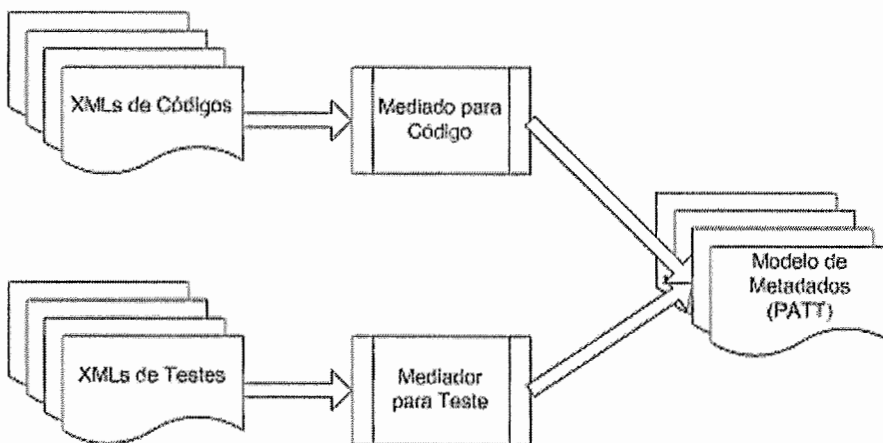 XMLs de Códigos
Mediado para
Código
Modelo de
Metadados
(PATT)
XMLs de Testes
Mediador
para Teste